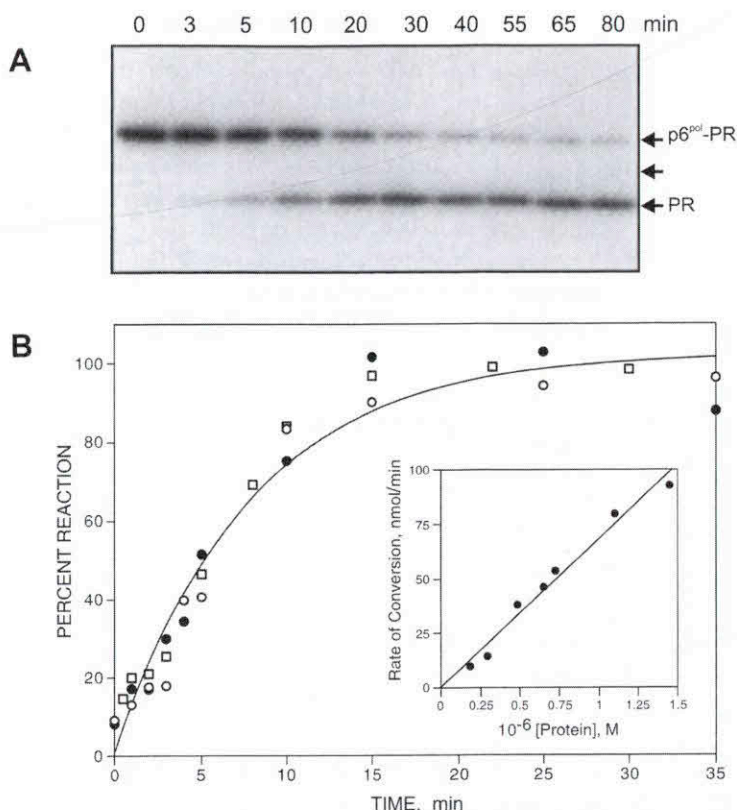 0 3 5 10 20 30 40 55 65 80 min
A
p6pol-PR
PR
B
PERCENT REACTION
100
80
60
40
20
0
0 5 10 15 20 25 30 35
TIME, min
Rate of Conversion, nmol/min
100
75
50
25
0
0 0.25 0.5 0.75 1 1.25 1.5
10-6 [Protein], M